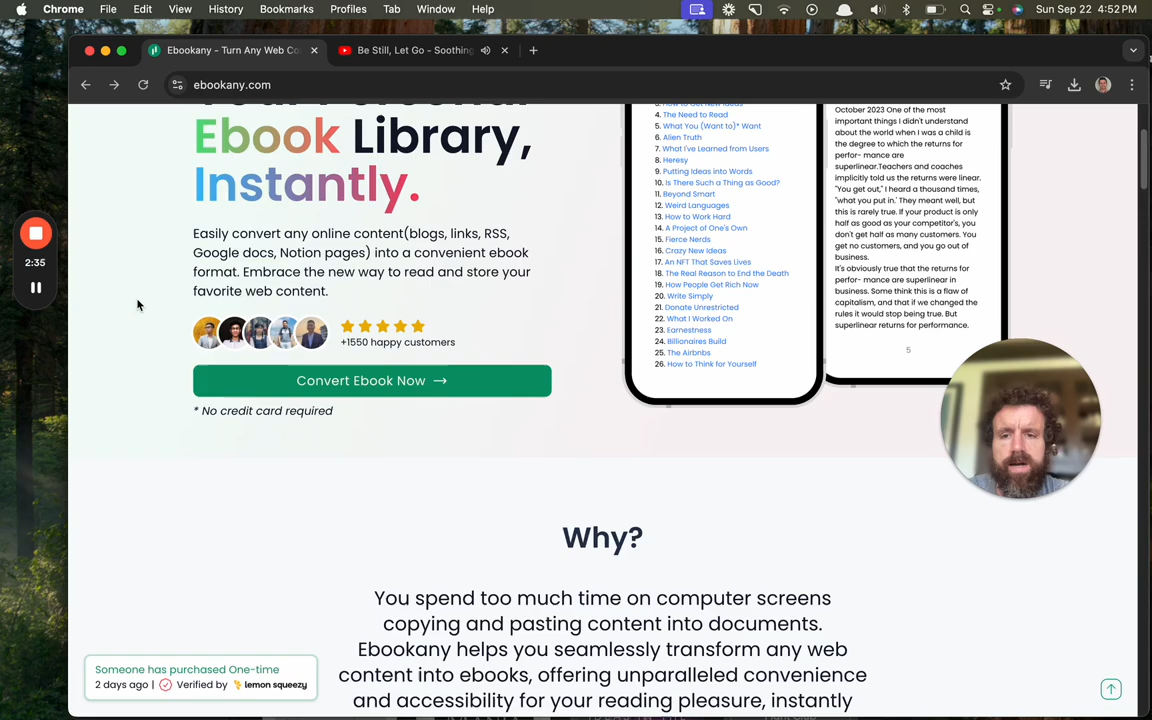 Chrome File Edit View History Bookmarks Profiles Tab Window Help Sun Sep 22 4:52 PM
Ebookany - Turn Any Web Co
Be Still, Let Go - Soothing
ebookany.com
2:35
Ebook Library,
Instantly.
Easily convert any online content(blogs, links, RSS,
Google docs, Notion pages) into a convenient ebook
format. Embrace the new way to read and store your
favorite web content.
+1550 happy customers
Convert Ebook Now →
* No credit card required
4. The Need to Read
5. What You (Want to)* Want
6. Alien Truth
7. What I've Learned from Users
8. Heresy
9. Putting Ideas into Words
10. Is There Such a Thing as Good?
11. Beyond Smart
12. Weird Languages
13. How to Work Hard
14. A Project of One's Own
15. Fierce Nerds
16. Crazy New Ideas
17. An NFT That Saves Lives
18. The Real Reason to End the Death
19. How People Get Rich Now
20. Write Simply
21. Donate Unrestricted
22. What I Worked On
23. Earnestness
24. Billionaires Build
25. The Airbnbs
26. How to Think for Yourself
October 2023 One of the most
important things I didn't understand
about the world when I was a child is
the degree to which the returns for
perfor- mance are
superlinear.Teachers and coaches
implicitly told us the returns were linear.
"You get out," I heard a thousand times,
"what you put in.' They meant well, but
this is rarely true. If your product is only
half as good as your competitor's, you
don't get half as many customers. You
get no customers, and you go out of
business.
It's obviously true that the returns for
perfor- mance are superlinear in
business. Some think this is a flaw of
capitalism, and that if we changed the
rules it would stop being true. But
superlinear returns for performance.
5
Why?
You spend too much time on computer screens
copying and pasting content into documents.
Ebookany helps you seamlessly transform any web
content into ebooks, offering unparalleled convenience
and accessibility for your reading pleasure, instantly
Someone has purchased One-time
2 days ago | Verified by lemon squeezy